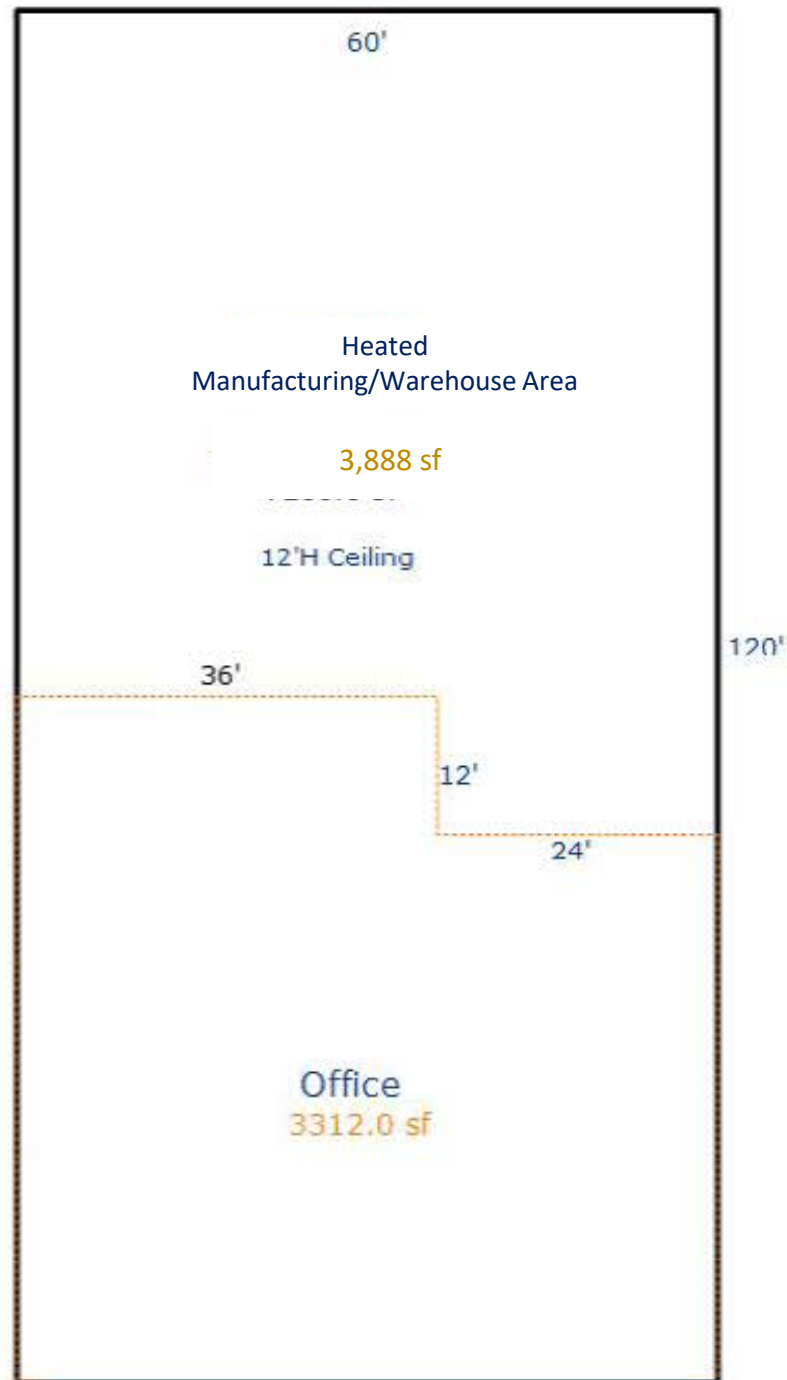 60'
Heated
Manufacturing/Warehouse Area
3,888 sf
12'H Ceiling
120'
36'
12'
24'
Office
3312.0 sf